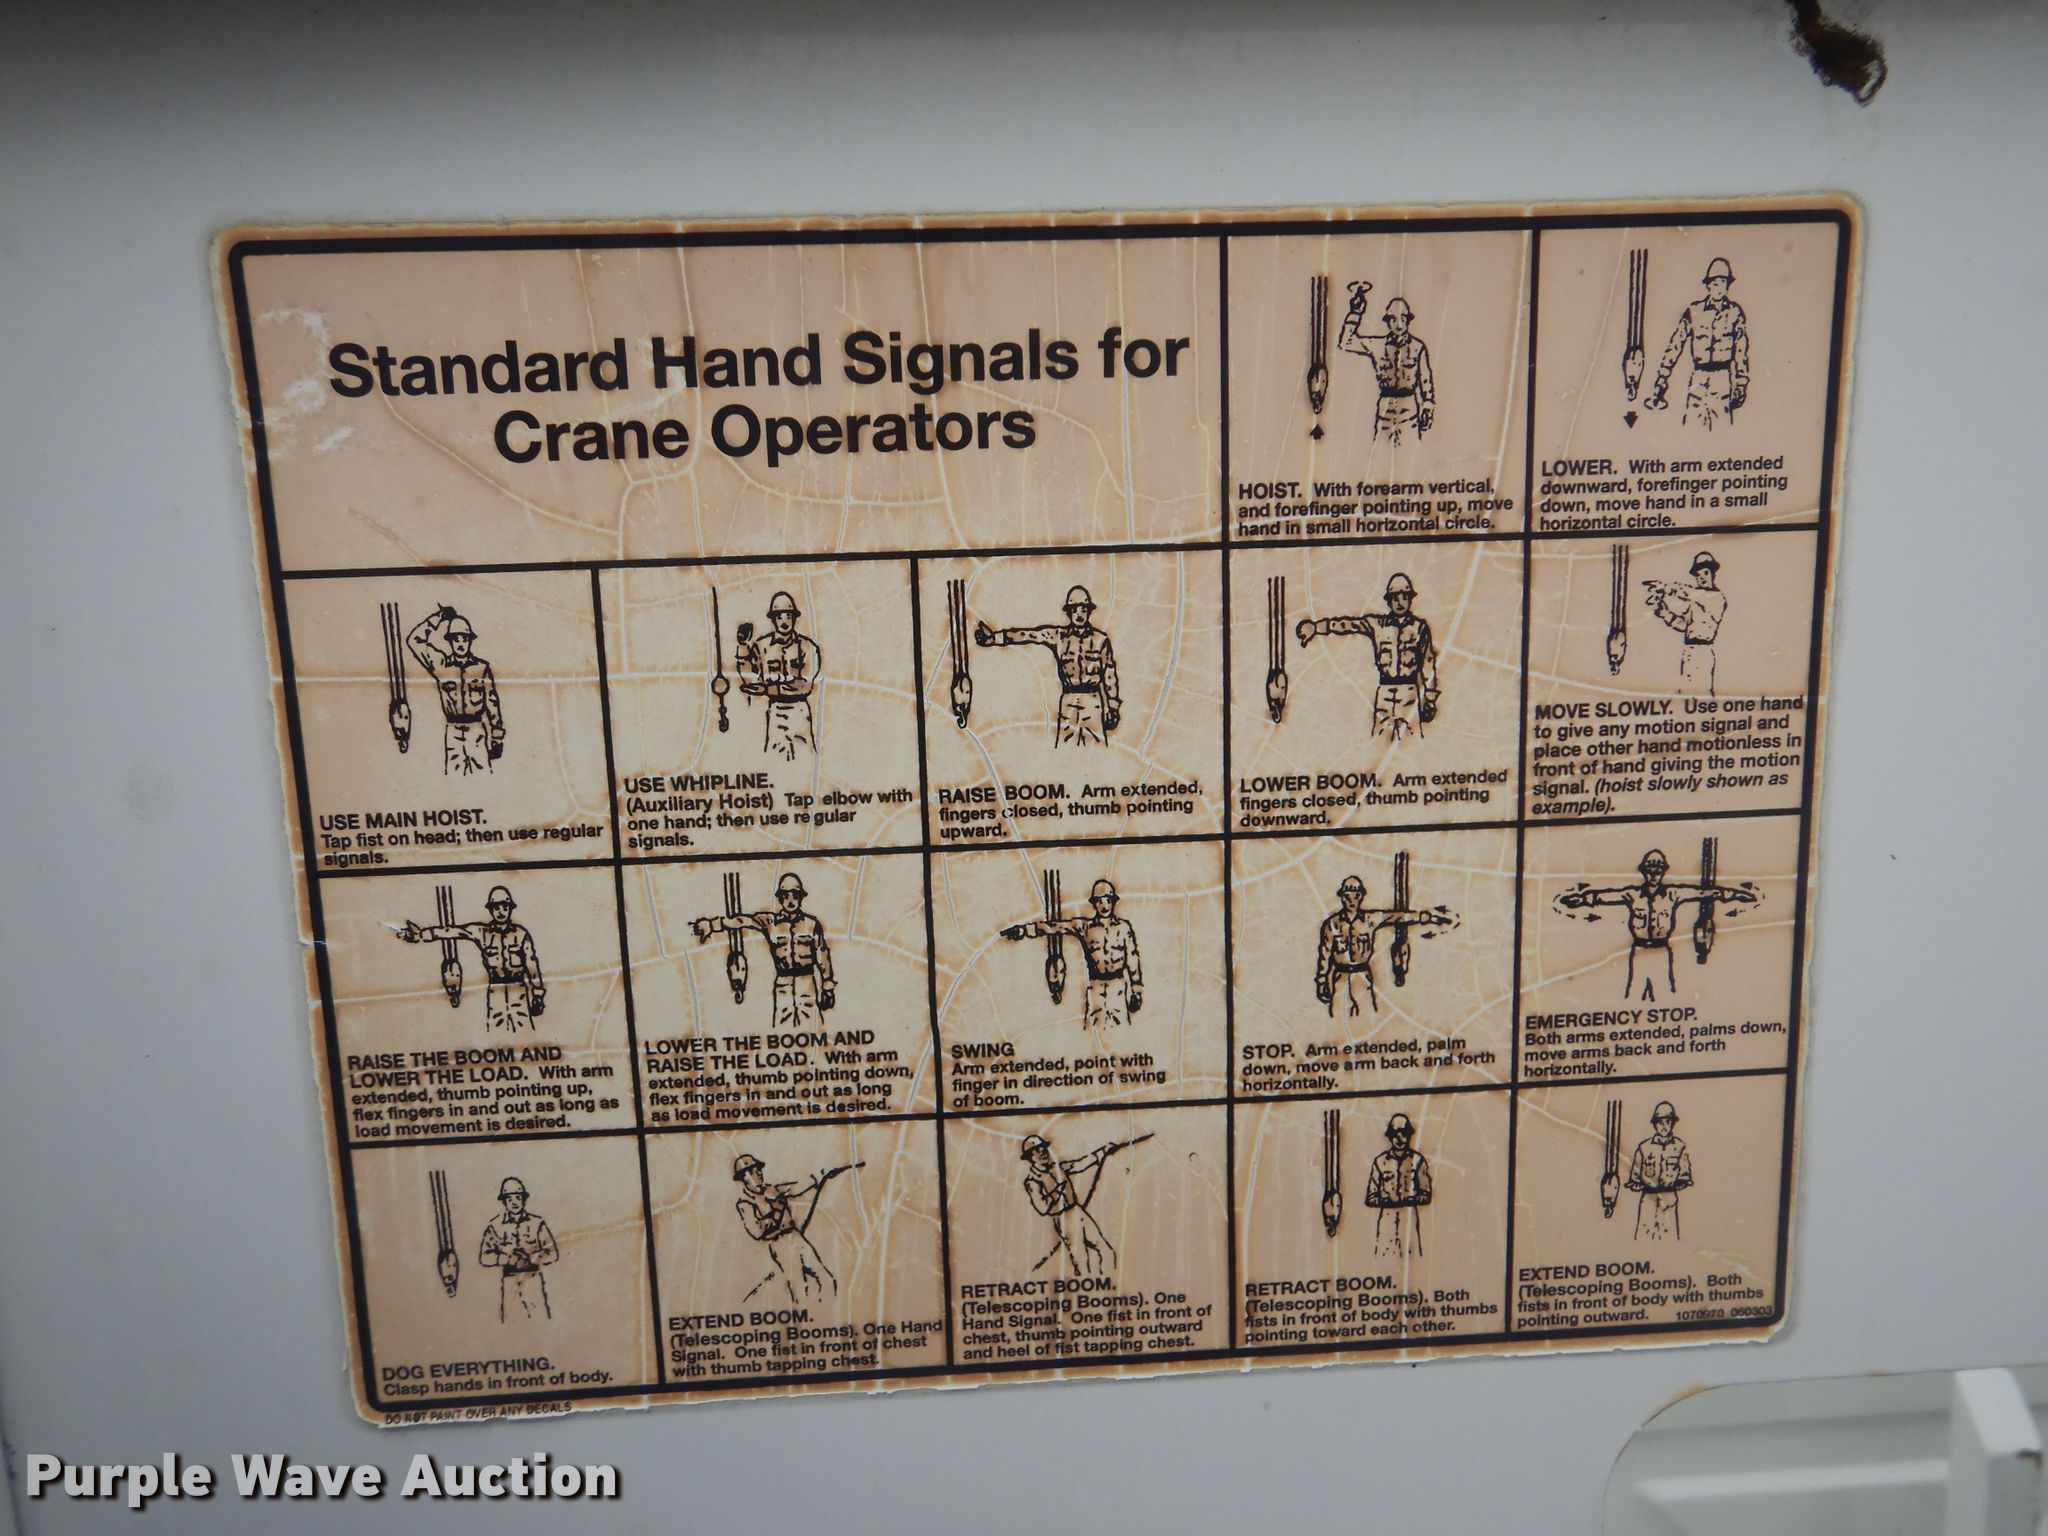 Standard Hand Signals for
Crane Operators
HOIST. With forearm vertical,
and forefinger pointing up, move
hand in small horizontal circle.
LOWER. With arm extended
downward, forefinger pointing
down, move hand in a small
horizontal circle.
USE MAIN HOIST.
Tap fist on head; then use regular
signals.
USE WHIPLINE.
(Auxiliary Hoist) Tap elbow with
one hand; then use regular
signals.
RAISE BOOM. Arm extended,
fingers closed, thumb pointing
upward.
LOWER BOOM. Arm extended
fingers closed, thumb pointing
downward.
MOVE SLOWLY. Use one hand
to give any motion signal and
place other hand motionless in
front of hand giving the motion
signal. (hoist slowly shown as
example).
RAISE THE BOOM AND
LOWER THE LOAD. With arm
extended, thumb pointing up,
flex fingers in and out as long as
load movement is desired.
LOWER THE BOOM AND
RAISE THE LOAD. With arm
extended, thumb pointing down,
flex fingers in and out as long
as load movement is desired.
SWING
Arm extended, point with
finger in direction of swing
of boom.
STOP. Arm extended, palm
down, move arm back and forth
horizontally.
EMERGENCY STOP.
Both arms extended, palms down,
move arms back and forth
horizontally.
DOG EVERYTHING.
Clasp hands in front of body.
EXTEND BOOM.
(Telescoping Booms). One Hand
Signal. One fist in front of chest
with thumb tapping chest.
RETRACT BOOM.
(Telescoping Booms). One
Hand Signal. One fist in front of
chest, thumb pointing outward
and heel of fist tapping chest.
RETRACT BOOM.
(Telescoping Booms). Both
fists in front of body with thumbs
pointing toward each other.
EXTEND BOOM.
(Telescoping Booms). Both
fists in front of body with thumbs
pointing outward.
1070970 060303
DO NOT PAINT OVER ANY DECALS
Purple Wave Auction